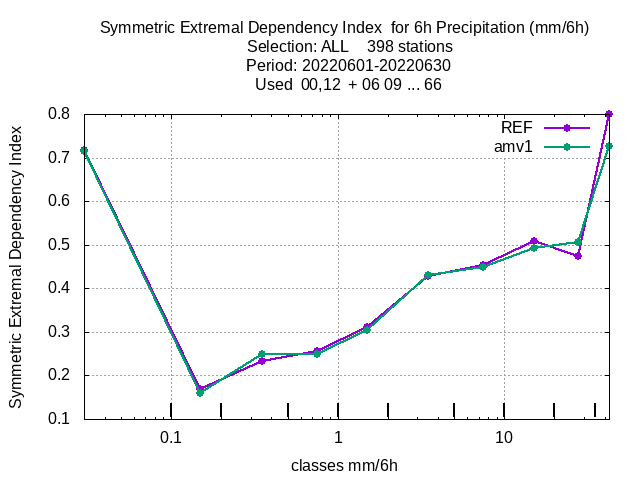 Symmetric Extremal Dependency Index  for 6h Precipitation (mm/6h)
Selection: ALL    398 stations
Period: 20220601-20220630
Used  00,12  + 06 09 ... 66
Symmetric Extremal Dependency Index
0.8
0.7
0.6
0.5
0.4
0.3
0.2
0.1
REF
amv1
0.1
1
10
classes mm/6h